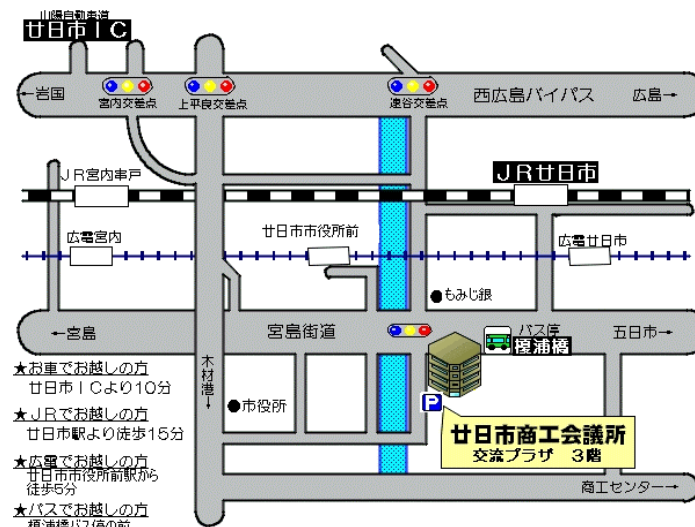 山陽自動車道
廿日市IC
←岩国
宮内交差点
上平良交差点
速谷交差点
西広島バイパス
広島→
JR宮内串戸
JR廿日市
広電宮内
廿日市市役所前
広電廿日市
●もみじ銀
←宮島
宮島街道
バス停
榎浦橋
五日市→
木材港→
●市役所
P
廿日市商工会議所
交流プラザ 3階
商工センター→
★お車でお越しの方
廿日市ICより10分
★JRでお越しの方
廿日市駅より徒歩15分
★広電でお越しの方
廿日市市役所前駅から
徒歩5分
★バスでお越しの方
榎浦橋バス停の前